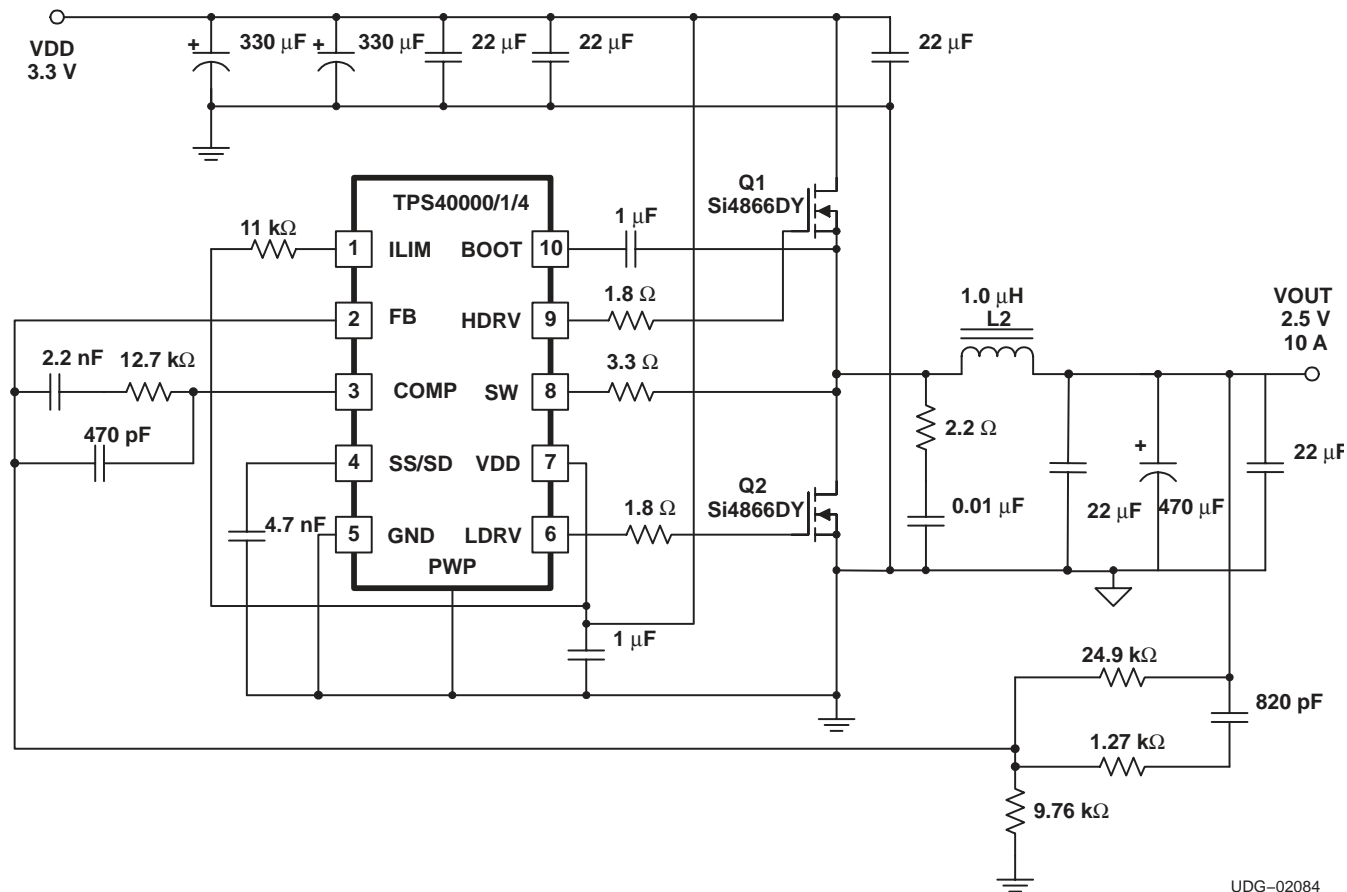 VDD
3.3 V
+
330 μF
+
330 μF
22 μF
22 μF
22 μF
TPS40000/1/4
11 kΩ
1
ILIM
BOOT
10
1 μF
Q1
Si4866DY
2
FB
HDRV
9
1.8 Ω
1.0 μH
L2
VOUT
2.5 V
10 A
2.2 nF
12.7 kΩ
3
COMP
SW
8
3.3 Ω
470 pF
2.2 Ω
4
SS/SD
VDD
7
+
22 μF
Q2
Si4866DY
0.01 μF
22 μF
470 μF
4.7 nF
5
GND
LDRV
6
1.8 Ω
PWP
1 μF
24.9 kΩ
820 pF
1.27 kΩ
9.76 kΩ
UDG–02084